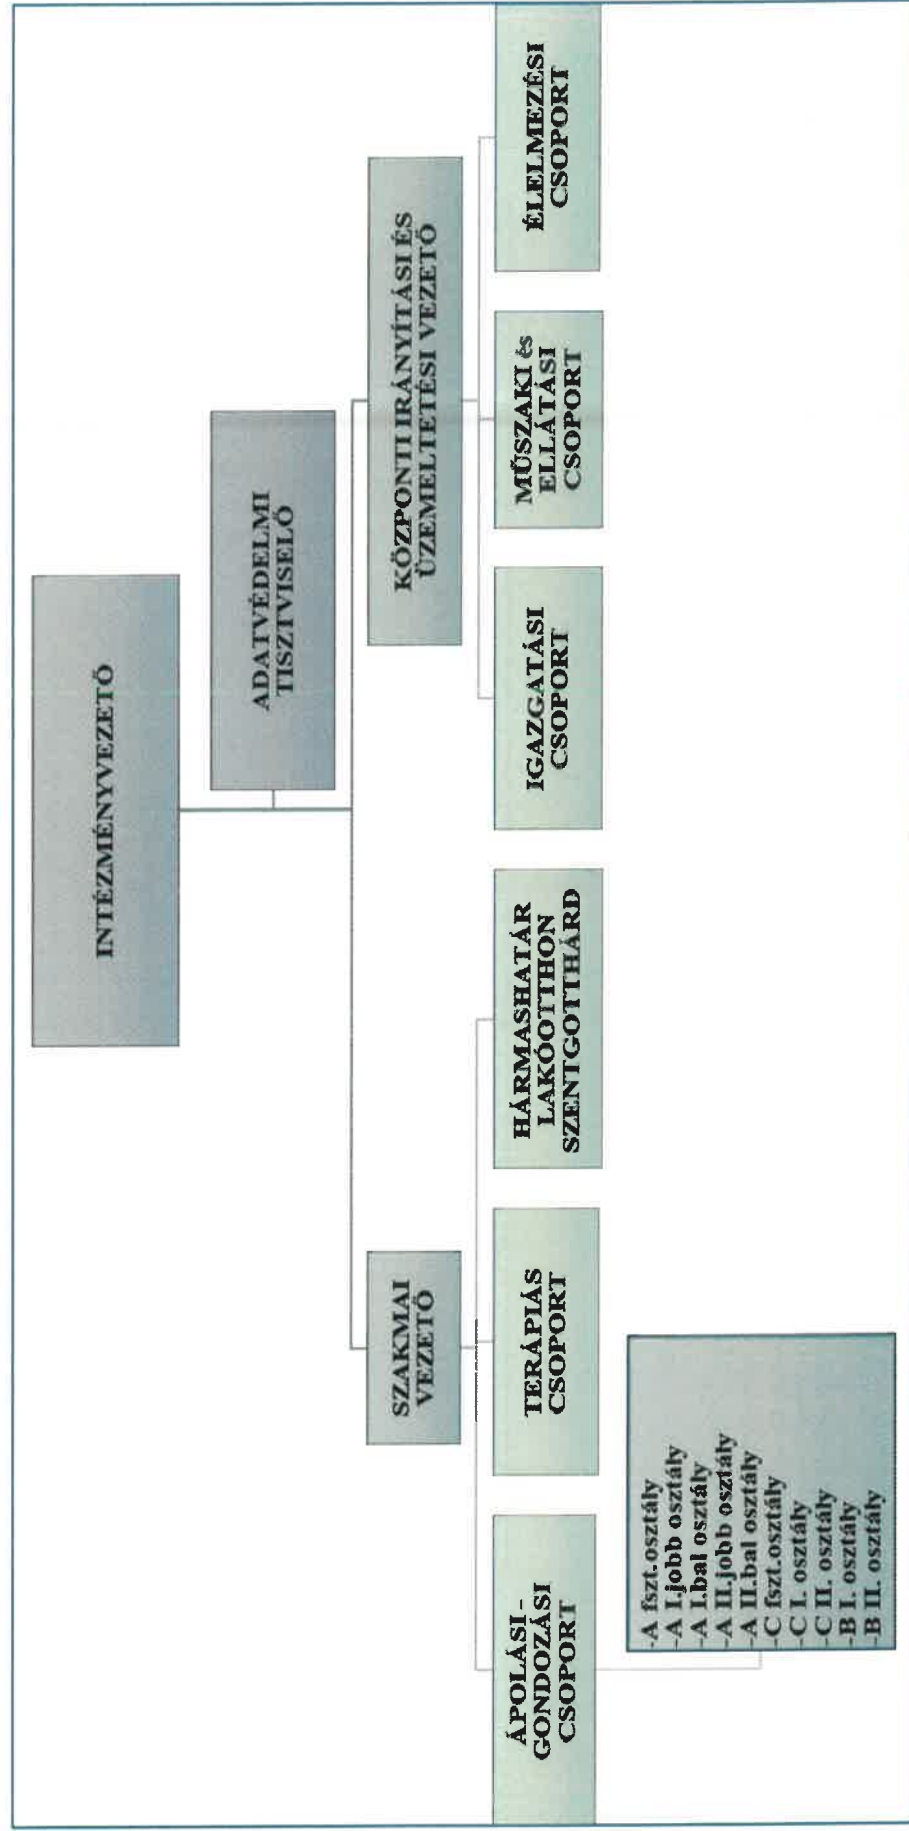 INTÉZMÉNYVEZETŐ
ADATVÉDELMI
TISZTVISELŐ
SZAKMAI
VEZETŐ
KÖZPONTI IRÁNYÍTÁSI ÉS
ÜZEMELTETÉSI VEZETŐ
ÁPOLÁSI-
GONDOZÁSI
CSOPORT
TERÁPIÁS
CSOPORT
HÁRMASHATÁR
LAKÓOTTHON
SZENTGOTTHÁRD
IGAZGATÁSI
CSOPORT
MŰSZAKI és
ELLÁTÁSI
CSOPORT
ÉLELMEZÉSI
CSOPORT
-A fszt.osztály
-A I.jobb osztály
-A I.bal osztály
-A II.jobb osztály
-A II.bal osztály
-C fszt.osztály
-C I. osztály
-C II. osztály
-B I. osztály
-B II. osztály